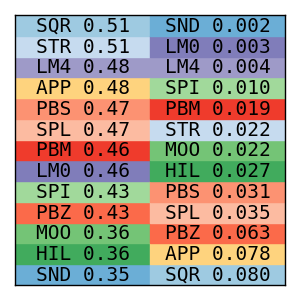 SQR 0.51 SND 0.002
STR 0.51 LM0 0.003
LM4 0.48 LM4 0.004
APP 0.48 SPI 0.010
PBS 0.47 PBM 0.019
SPL 0.47 STR 0.022
PBM 0.46 MOO 0.022
LM0 0.46 HIL 0.027
SPI 0.43 PBS 0.031
PBZ 0.43 SPL 0.035
MOO 0.36 PBZ 0.063
HIL 0.36 APP 0.078
SND 0.35 SQR 0.080